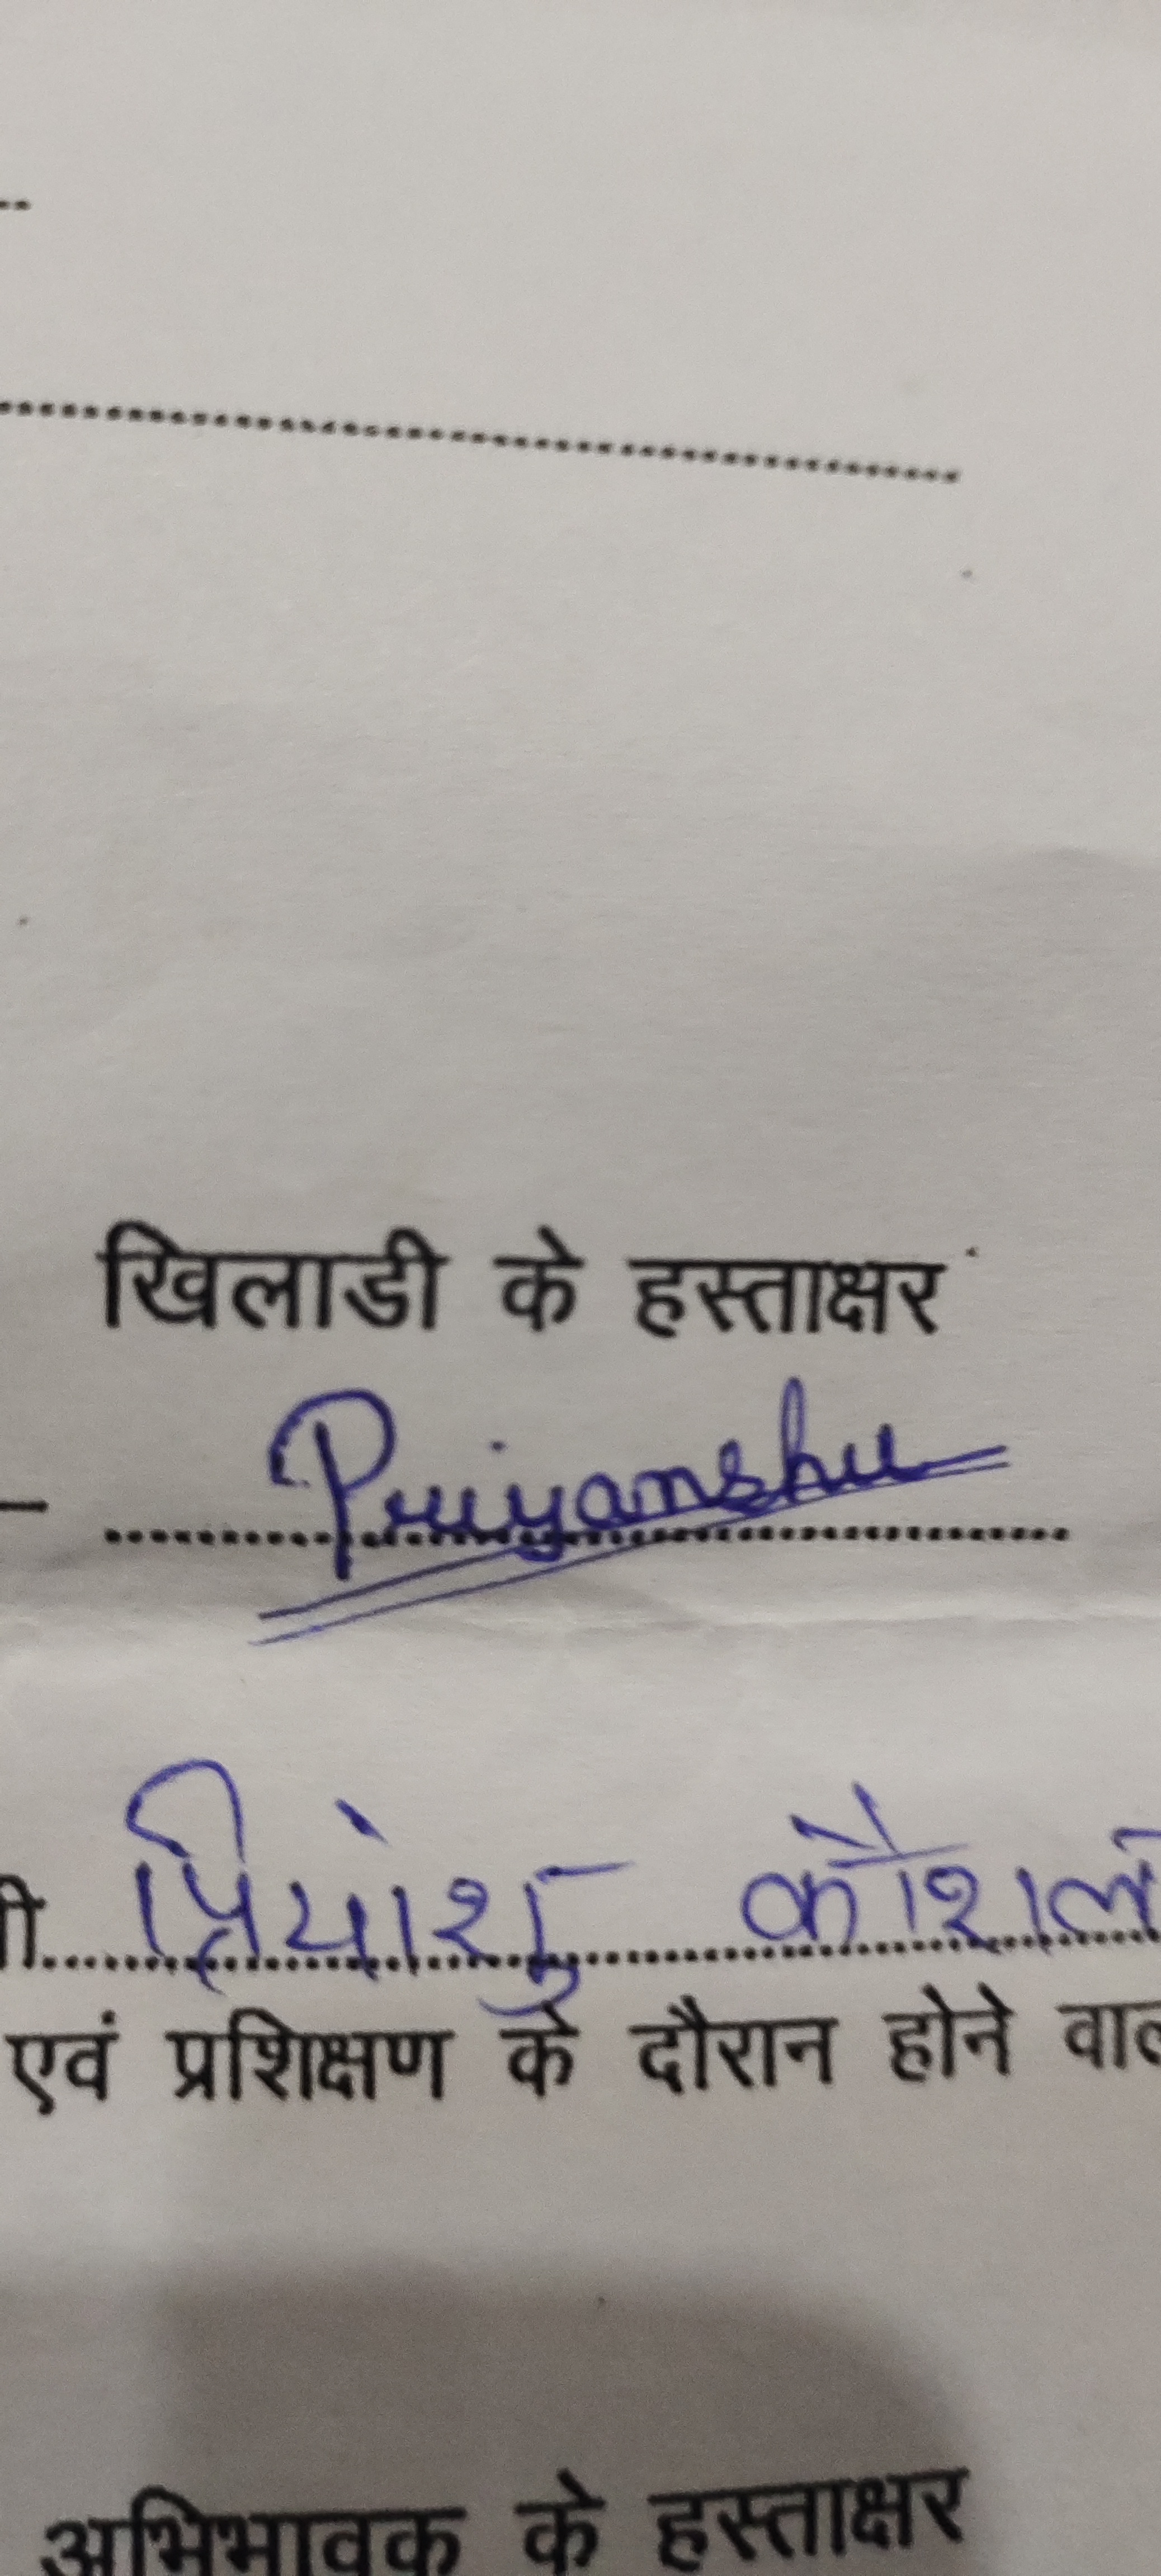 खिलाडी के हस्ताक्षर
Priyanshu
प्रियांशु कौशल
एवं प्रशिक्षण के दौरान होने
अभिभावक के हस्ताक्षर